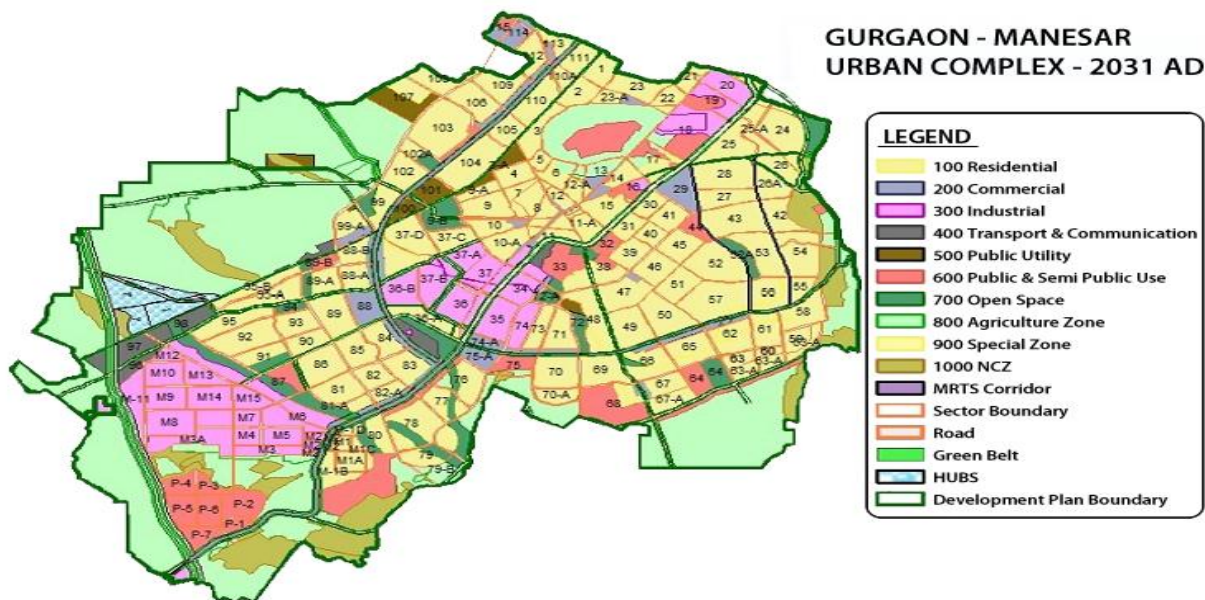 GURGAON - MANESAR
URBAN COMPLEX - 2031 AD
LEGEND
100 Residential
200 Commercial
300 Industrial
400 Transport & Communication
500 Public Utility
600 Public & Semi Public Use
700 Open Space
800 Agriculture Zone
900 Special Zone
1000 NCZ
MRTS Corridor
Sector Boundary
Road
Green Belt
HUBS
Development Plan Boundary
114
113
111
1
109
110A
110
2
23
23-A
22
21
20
19
18
107
106
105
103
3
25-A
24
25
17
102A
104
102
5
4
6
13
14
16
28
26
26A
29
27
101
100
99
9
7
8
12
12-A
15
30
41
43
42
99-A
37-D
37-C
10
10-A
11-A
31
40
44
45
32
88-B
88-A
89-A
37-A
37-B
37
36-B
36
34
33
38
39
46
52
53
54
51
57
56
55
47
88
35
74
73
72
71
48
49
50
58
98
97
95
93
92
91
90
89
84
85
83
86
87
82
82-A
81
81-A
74-A
75-A
75
76
77
78
79
79-B
80
70
70-A
69
68
66
65
62
61
60
67
67-A
64
63
63-A
M12
M10
M13
M-11
M9
M14
M15
M8
M7
M6
M4
M5
M3A
M3
M1A
M1C
M-1B
P-4
P-3
P-5
P-6
P-2
P-1
P-7